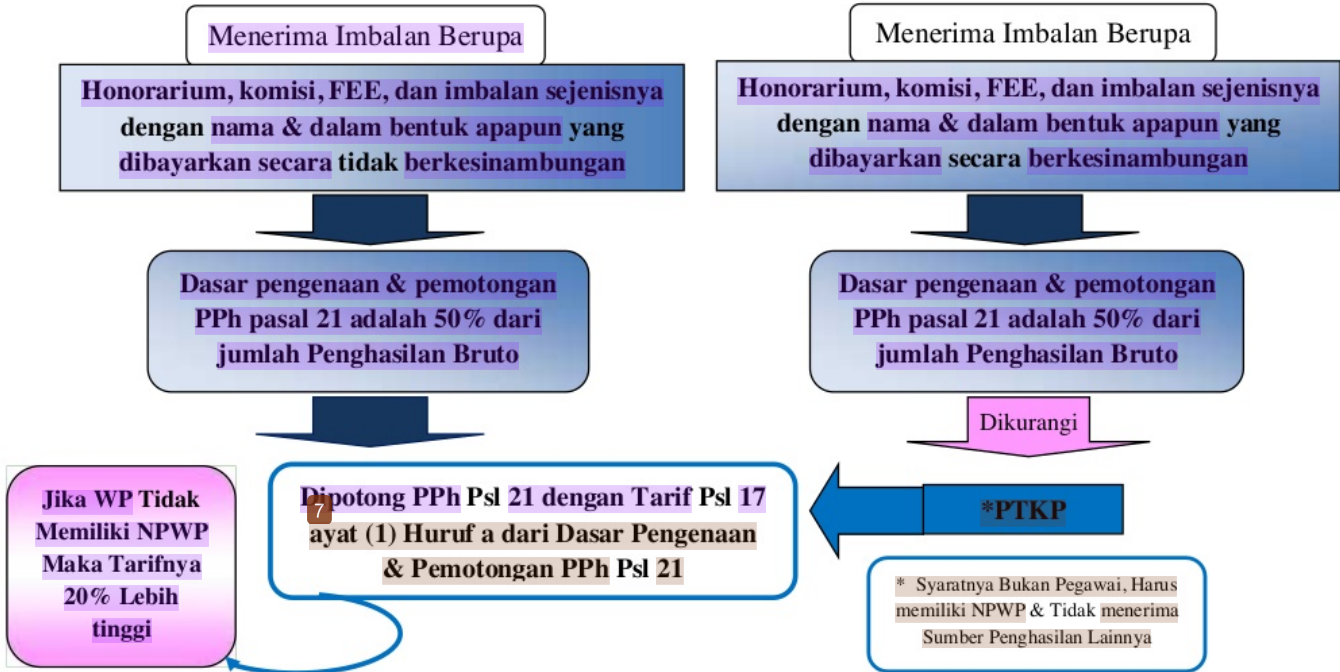 Menerima Imbalan Berupa
Honorarium, komisi, FEE, dan imbalan sejenisnya
dengan nama & dalam bentuk apapun yang
dibayarkan secara tidak berkesinambungan
Dasar pengenaan & pemotongan
PPh pasal 21 adalah 50% dari
jumlah Penghasilan Bruto
Menerima Imbalan Berupa
Honorarium, komisi, FEE, dan imbalan sejenisnya
dengan nama & dalam bentuk apapun yang
dibayarkan secara berkesinambungan
Dasar pengenaan & pemotongan
PPh pasal 21 adalah 50% dari
jumlah Penghasilan Bruto
Dikurangi
*PTKP
* Syaratnya Bukan Pegawai, Harus
memiliki NPWP & Tidak menerima
Sumber Penghasilan Lainnya
Dipotong PPh Psl 21 dengan Tarif Psl 17
7
ayat (1) Huruf a dari Dasar Pengenaan
& Pemotongan PPh Psl 21
Jika WP Tidak
Memiliki NPWP
Maka Tarifnya
20% Lebih
tinggi